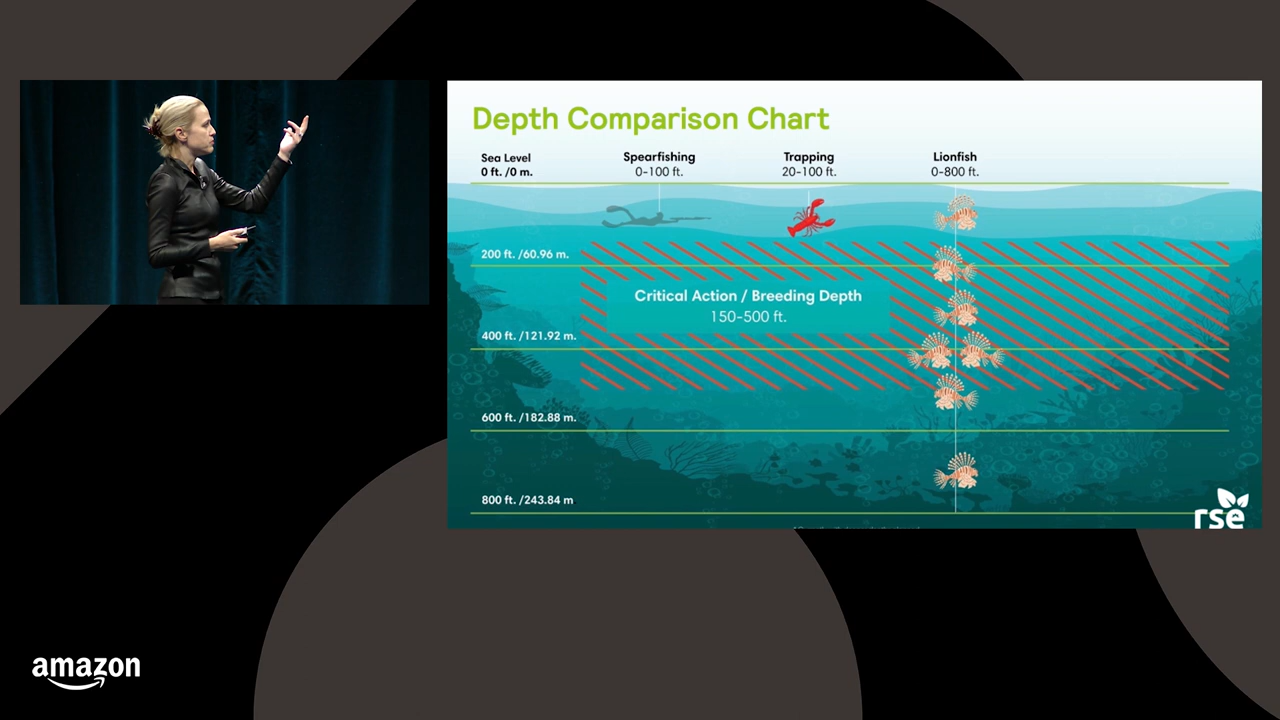 Depth Comparison Chart
Sea Level
0 ft. /0 m.
Spearfishing
0-100 ft.
Trapping
20-100 ft.
Lionfish
0-800 ft.
200 ft. /60.96 m.
Critical Action / Breeding Depth
150-500 ft.
400 ft. /121.92 m.
600 ft. /182.88 m.
800 ft. /243.84 m
rse
amazon